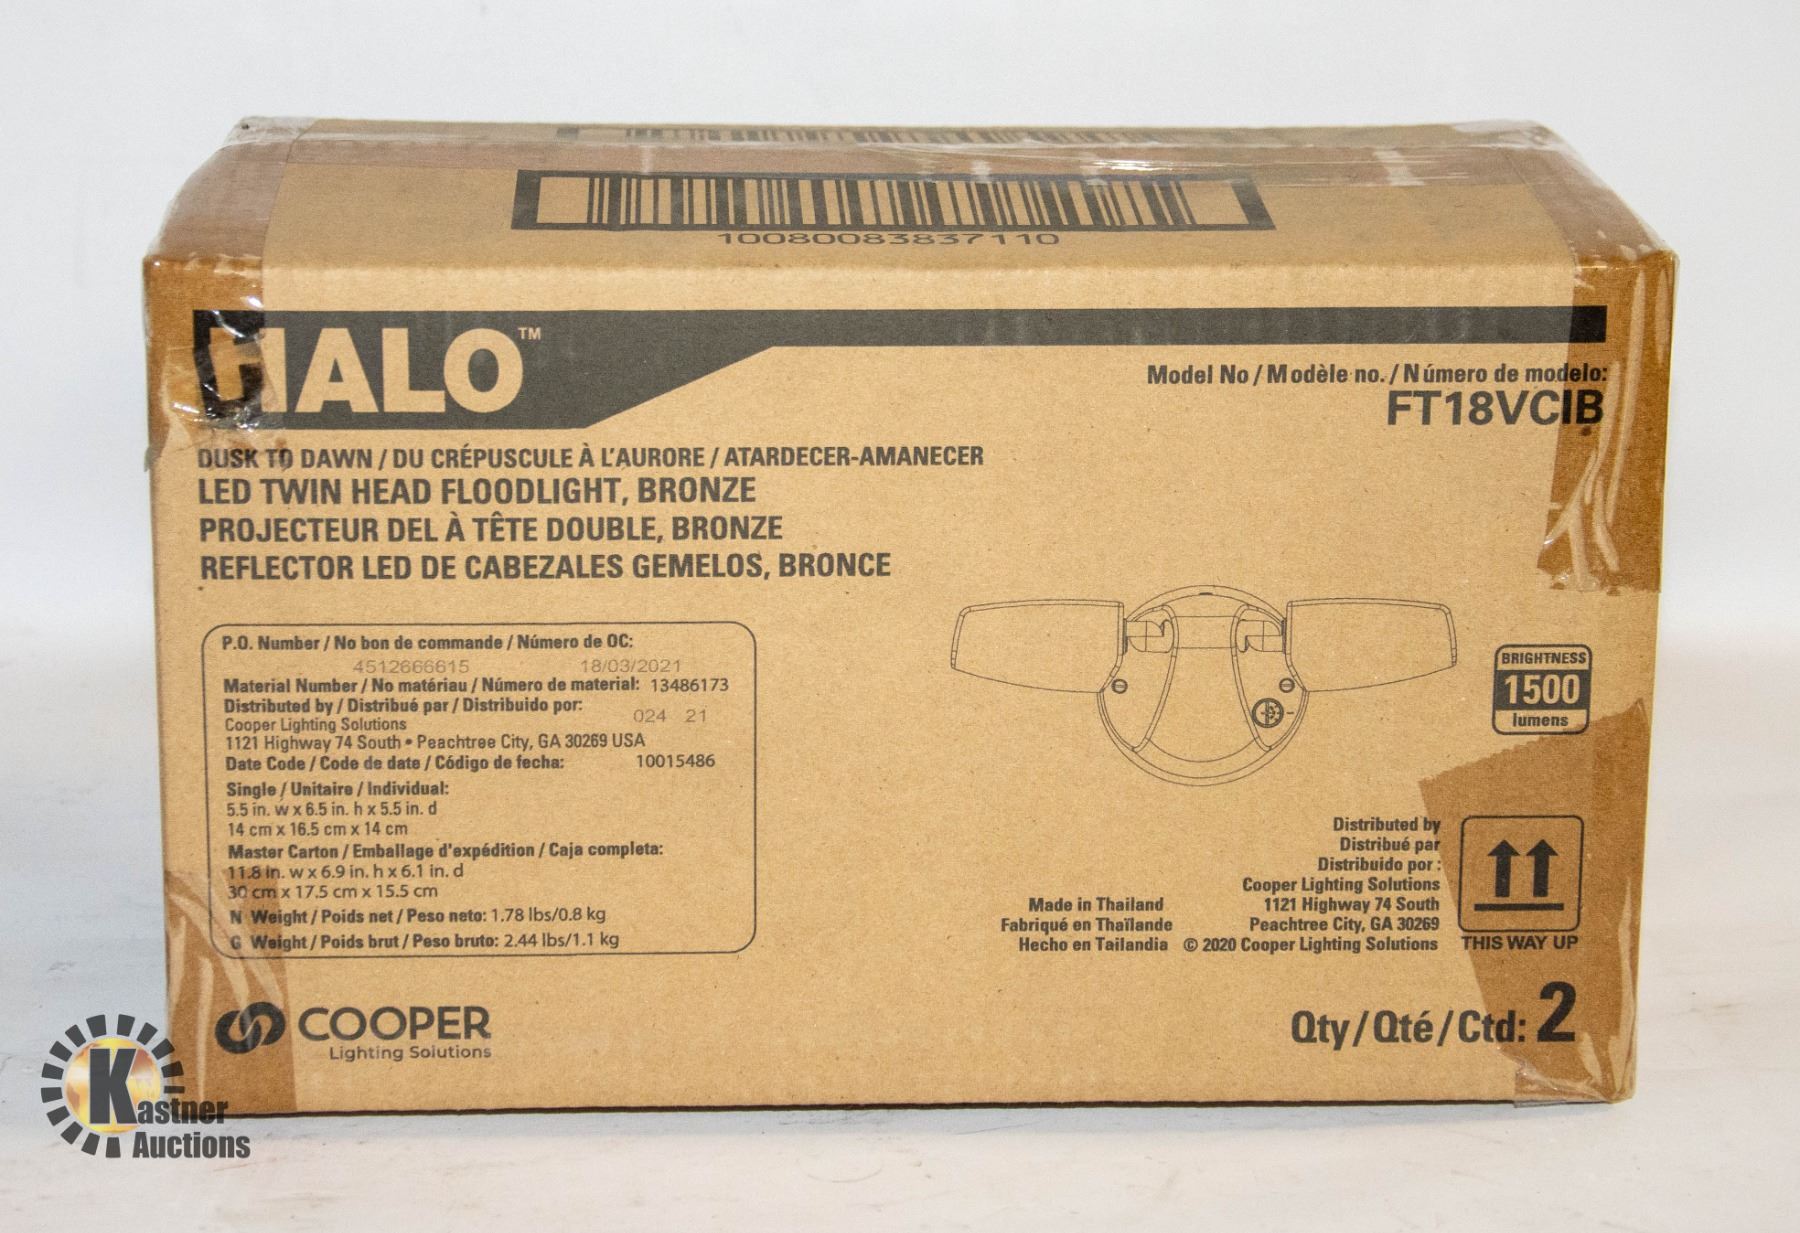 10080083837110
HALO™
Model No / Modèle no. / Número de modelo:
FT18VCIB
DUSK TO DAWN / DU CRÉPUSCULE À L'AURORE / ATARDECER-AMANECER
LED TWIN HEAD FLOODLIGHT, BRONZE
PROJECTEUR DEL À TÊTE DOUBLE, BRONZE
REFLECTOR LED DE CABEZALES GEMELOS, BRONCE
P.O. Number / No bon de commande / Número de OC:
4512666615 18/03/2021
Material Number / No matériau / Número de material: 13486173
Distributed by / Distribué par / Distribuido por:
Cooper Lighting Solutions
024 21
1121 Highway 74 South • Peachtree City, GA 30269 USA
Date Code / Code de date / Código de fecha: 10015486
Single / Unitaire / Individual:
5.5 in. w x 6.5 in. h x 5.5 in. d
14 cm x 16.5 cm x 14 cm
Master Carton / Emballage d'expédition / Caja completa:
11.8 in. w x 6.9 in. h x 6.1 in. d
30 cm x 17.5 cm x 15.5 cm
N Weight / Poids net / Peso neto: 1.78 lbs/0.8 kg
G Weight / Poids brut / Peso bruto: 2.44 lbs/1.1 kg
BRIGHTNESS
1500
lumens
Made in Thailand
Fabriqué en Thaïlande
Hecho en Tailandia
Distributed by
Distribué par
Distribuido por :
Cooper Lighting Solutions
1121 Highway 74 South
Peachtree City, GA 30269
© 2020 Cooper Lighting Solutions
THIS WAY UP
COOPER
Lighting Solutions
Qty / Qté / Ctd: 2
Kastner
Auctions